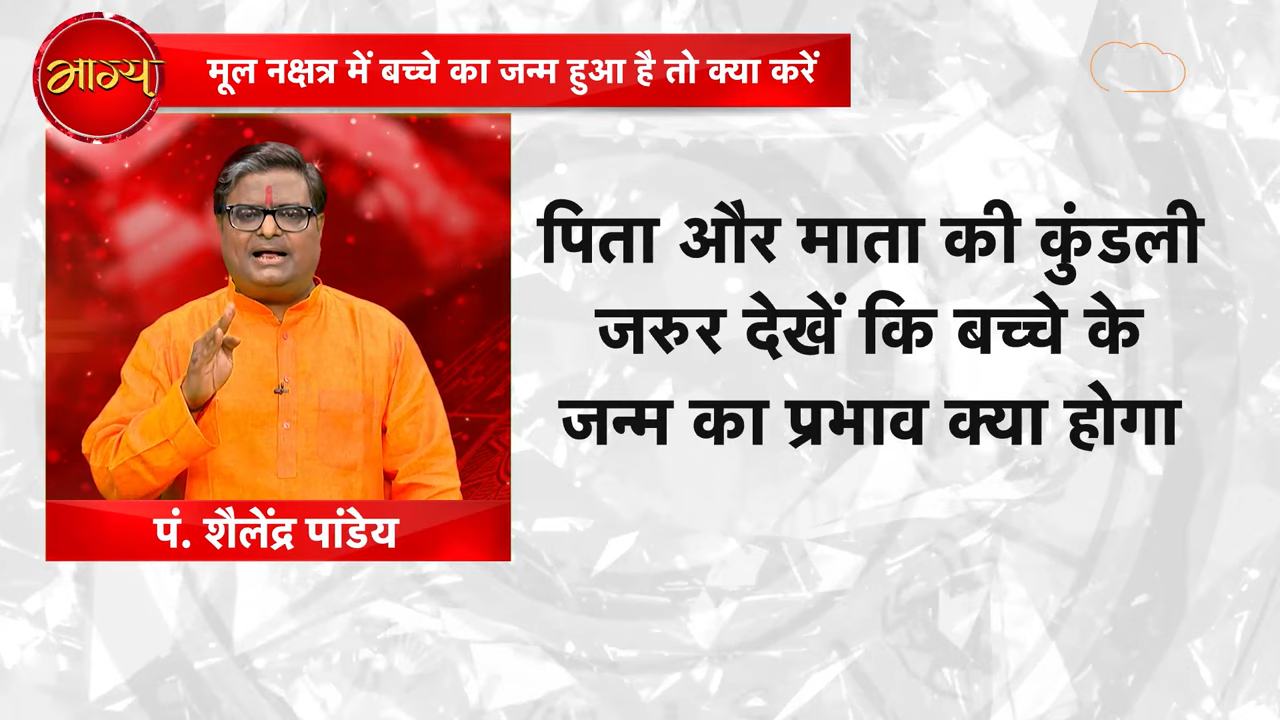 भाग्य
मूल नक्षत्र में बच्चे का जन्म हुआ है तो क्या करें
पिता और माता की कुंडली
जरुर देखें कि बच्चे के
जन्म का प्रभाव क्या होगा
पं. शैलेंद्र पांडेय